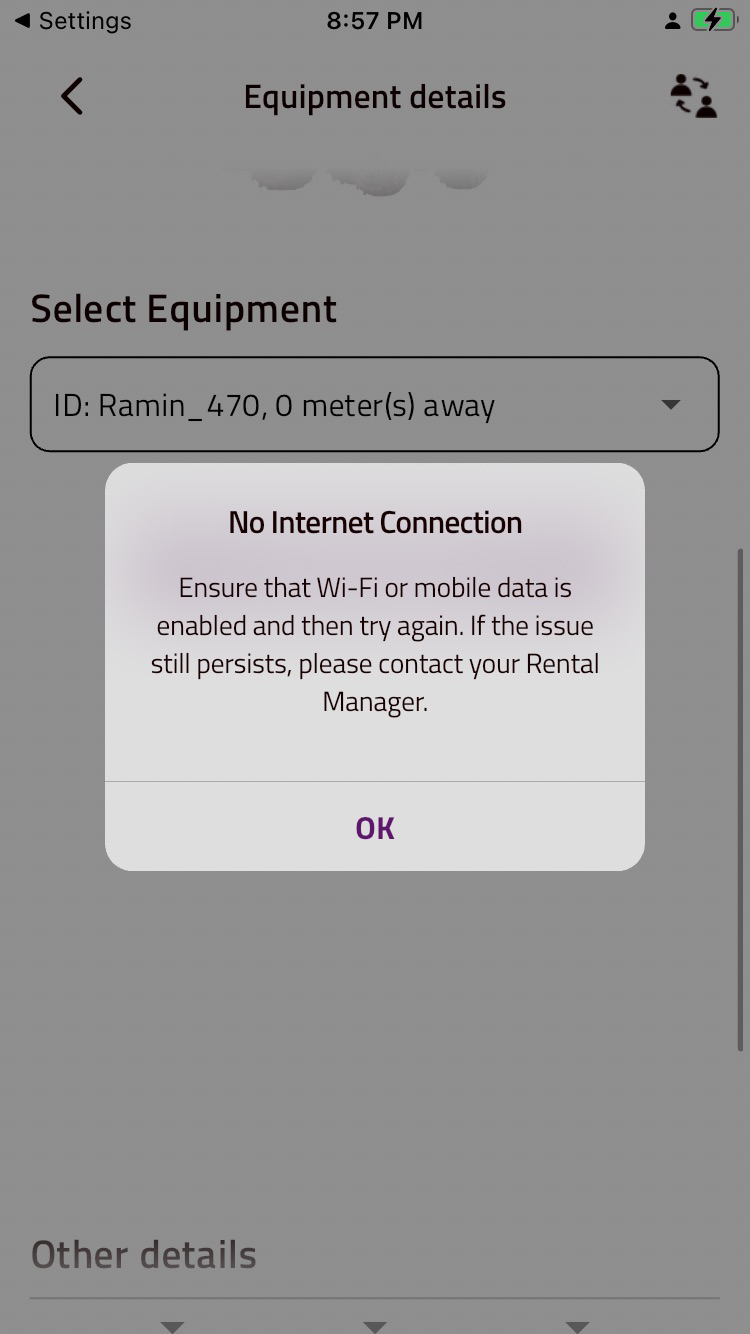 Settings
8:57 PM
Equipment details
Select Equipment
ID: Ramin_470, 0 meter(s) away
No Internet Connection
Ensure that Wi-Fi or mobile data is
enabled and then try again. If the issue
still persists, please contact your Rental
Manager.
OK
Other details